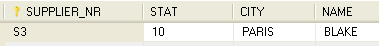 SUPPLIER_NR STAT CITY NAME
S3 10 PARIS BLAKE